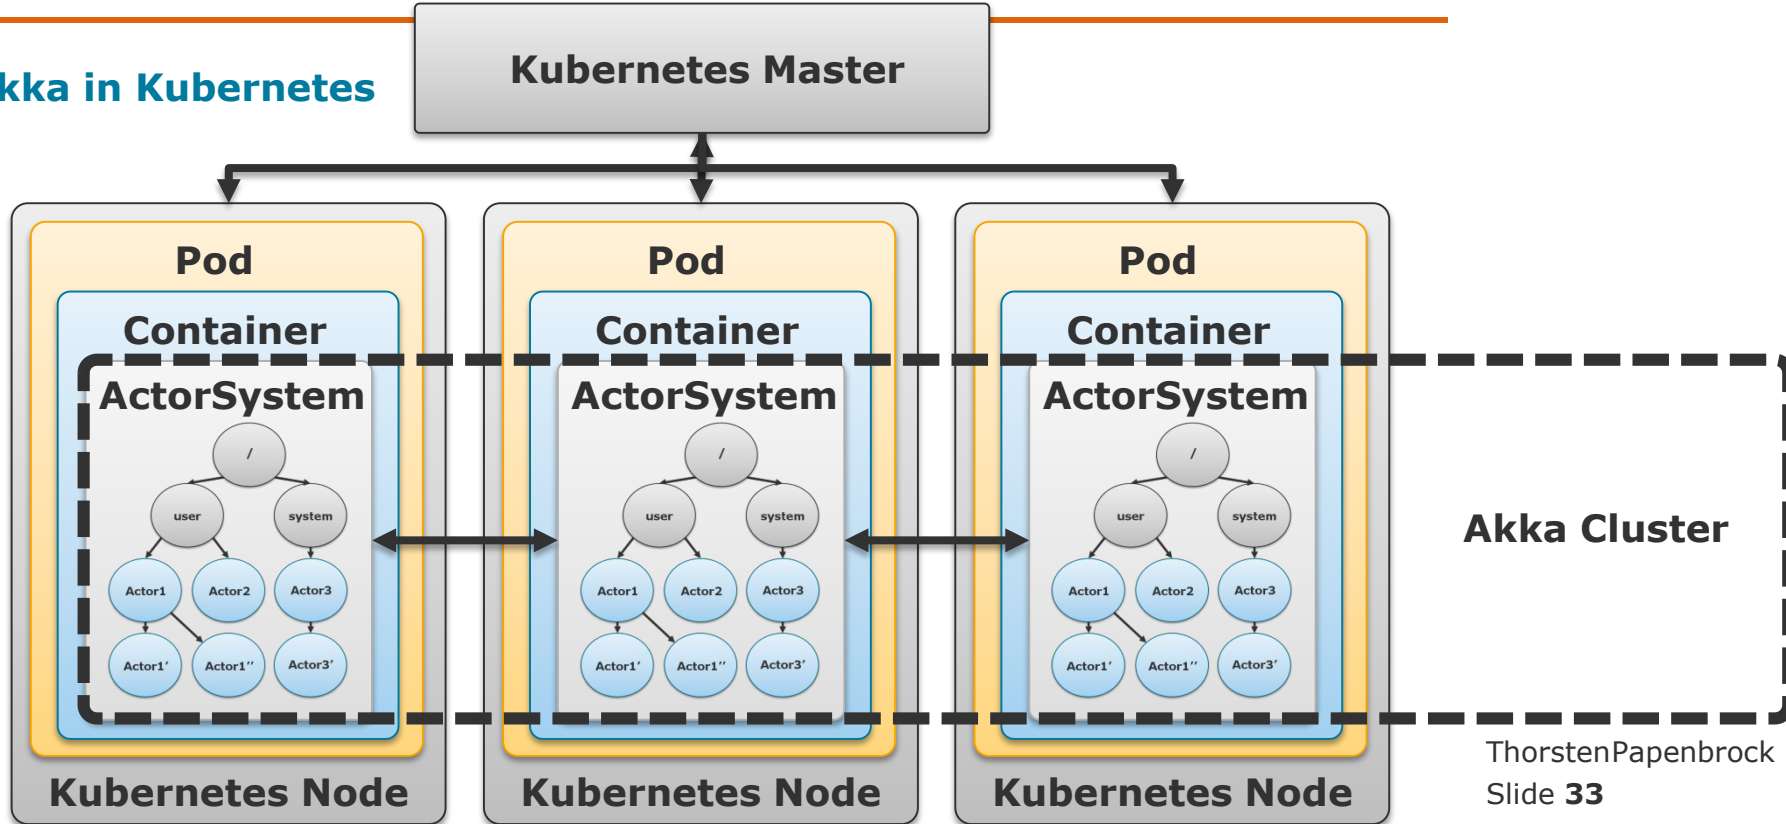 Kubernetes Master
kka in Kubernetes
Pod
Container
ActorSystem
/
user
system
Actor1
Actor2
Actor3
Actor1'
Actor1''
Actor3'
Kubernetes Node
Pod
Container
ActorSystem
/
user
system
Actor1
Actor2
Actor3
Actor1'
Actor1''
Actor3'
Kubernetes Node
Pod
Container
ActorSystem
/
user
system
Actor1
Actor2
Actor3
Actor1'
Actor1''
Actor3'
Kubernetes Node
Akka Cluster
ThorstenPapenbrock
Slide 33